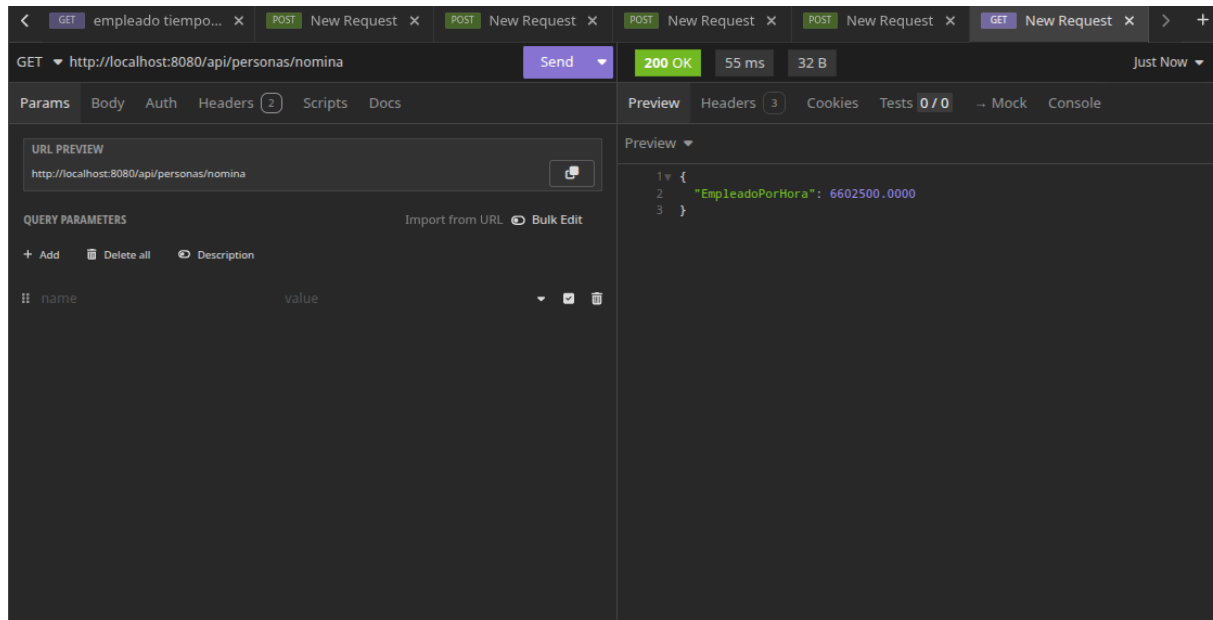 GET empleado tiempo... POST New Request POST New Request POST New Request POST New Request GET New Request
GET http://localhost:8080/api/personas/nomina Send 200 OK 55 ms 32 B Just Now
Params Body Auth Headers 2 Scripts Docs Preview Headers 3 Cookies Tests 0 / 0 → Mock Console
Preview
URL PREVIEW
http://localhost:8080/api/personas/nomina
1 {
2 "EmpleadoPorHora": 6602500.0000
3 }
QUERY PARAMETERS Import from URL Bulk Edit
+ Add Delete all Description
name value